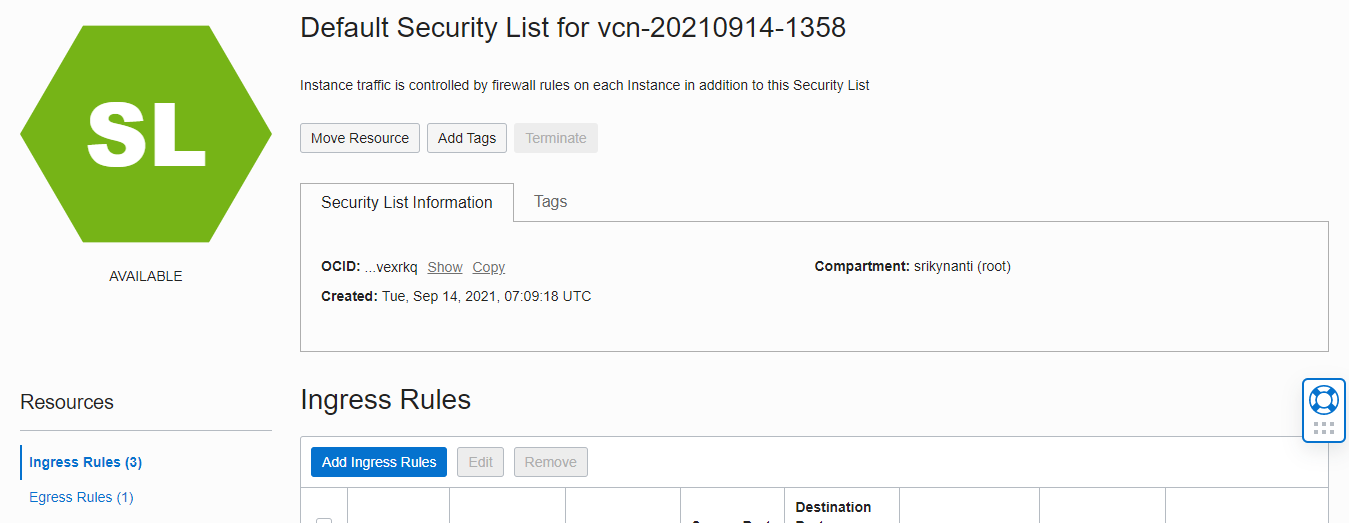 Default Security List for vcn-20210914-1358
SL
Instance traffic is controlled by firewall rules on each Instance in addition to this Security List
Move Resource Add Tags Terminate
Security List Information Tags
OCID: ...vexrkq Show Copy
Compartment: srikynanti (root)
AVAILABLE
Created: Tue, Sep 14, 2021, 07:09:18 UTC
Resources
Ingress Rules
Ingress Rules (3)
Add Ingress Rules Edit Remove
Egress Rules (1)
Destination